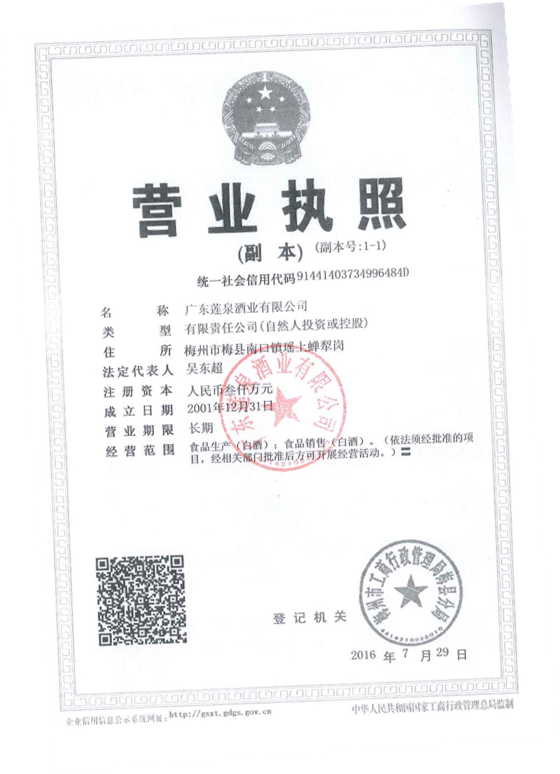 营业执照
(副 本) (副本号:1-1)
统一社会信用代码91441403734996484D
名 称 广东莲泉酒业有限公司
类 型 有限责任公司(自然人投资或控股)
住 所 梅州市梅县南口镇瑶上蝉犁岗
法定代表人 吴东超
注册资本 人民币叁仟万元
成立日期 2001年12月31日
营业期限 长期
经营范围 食品生产(白酒);食品销售(白酒)。(依法须经批准的项
目,经相关部门批准后方可开展经营活动。)
广东莲泉酒业有限公司
登记机关
梅州市工商行政管理局梅县分局
4414210026010
2016 年 7 月 29 日
企业信用信息公示系统网址: http://gsxt.gdgs.gov.cn
中华人民共和国国家工商行政管理总局监制